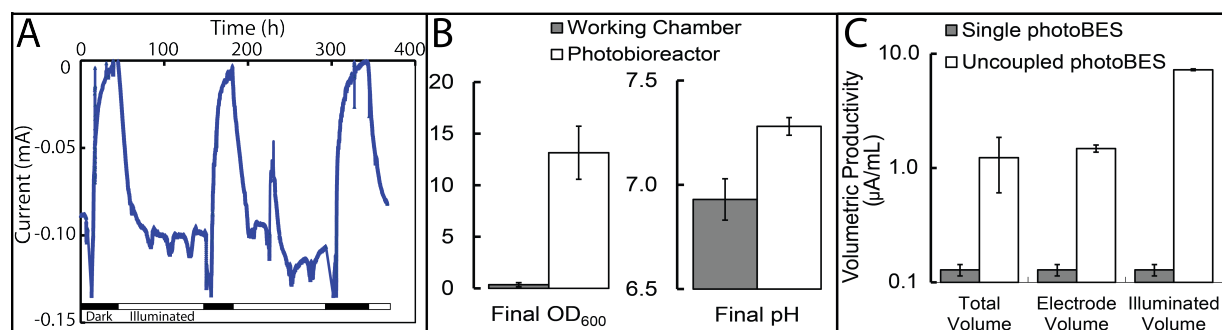 A
Time (h)
0 100 200 300 400
0
-0.05
-0.10
-0.15
Current (mA)
Dark Illuminated
B
Working Chamber
Photobioreactor
20
15
10
5
0
Final OD600
7.5
7.0
6.5
Final pH
C
Single photoBES
Uncoupled photoBES
10.0
1.0
0.1
Volumetric Productivity
(µA/mL)
Total
Volume
Electrode
Volume
Illuminated
Volume